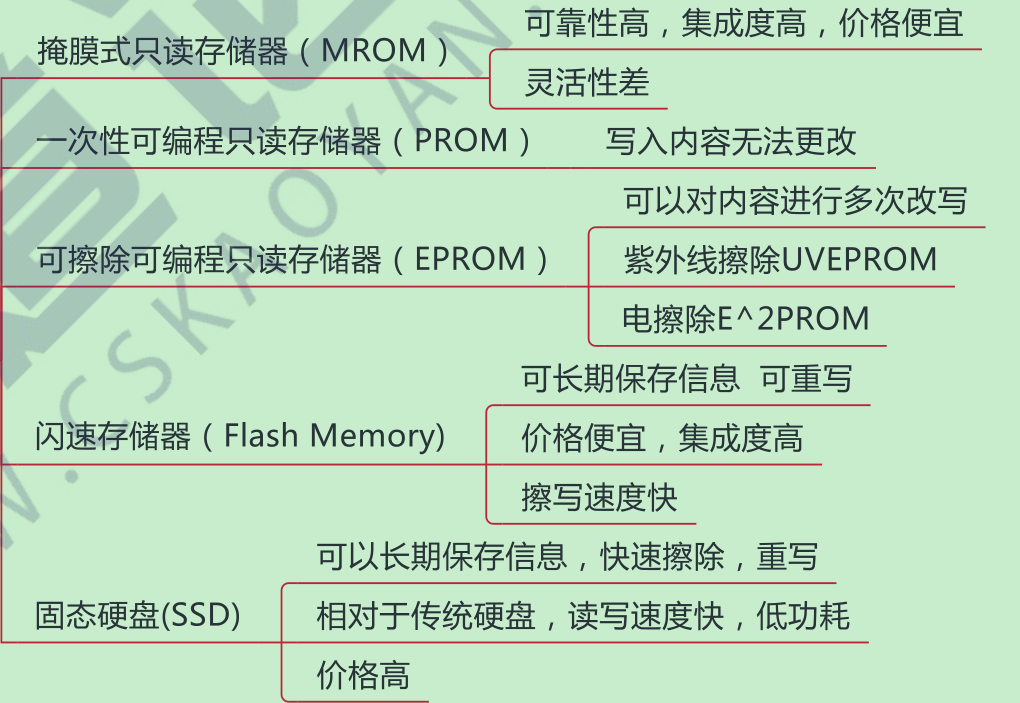 掩膜式只读存储器（MROM）
可靠性高，集成度高，价格便宜
灵活性差
一次性可编程只读存储器（PROM）
写入内容无法更改
可擦除可编程只读存储器（EPROM）
可以对内容进行多次改写
紫外线擦除UVEPROM
电擦除E^2PROM
闪速存储器（Flash Memory)
可长期保存信息 可重写
价格便宜，集成度高
擦写速度快
固态硬盘(SSD)
可以长期保存信息，快速擦除，重写
相对于传统硬盘，读写速度快，低功耗
价格高
W.CSKAOYAN.